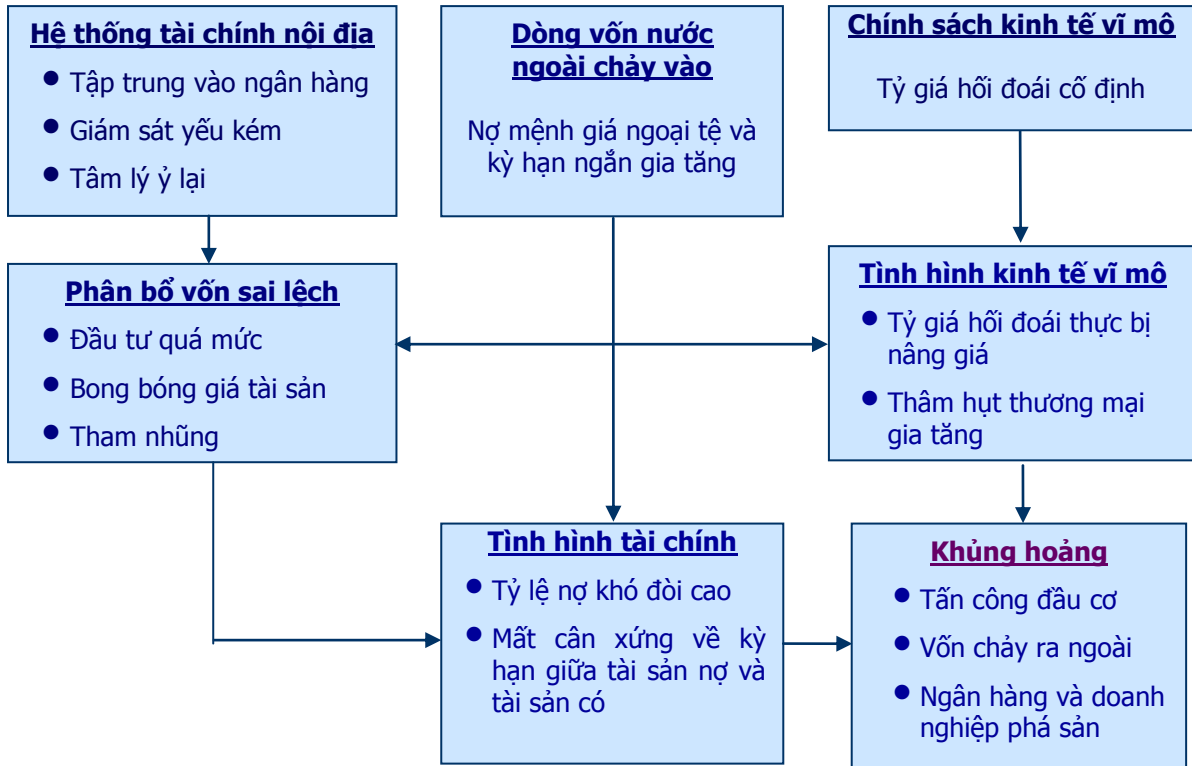 Hệ thống tài chính nội địa
● Tập trung vào ngân hàng
● Giám sát yếu kém
● Tâm lý ỷ lại
Dòng vốn nước
ngoài chảy vào
Nợ mệnh giá ngoại tệ và
kỳ hạn ngắn gia tăng
Chính sách kinh tế vĩ mô
Tỷ giá hối đoái cố định
Phân bổ vốn sai lệch
● Đầu tư quá mức
● Bong bóng giá tài sản
● Tham nhũng
Tình hình kinh tế vĩ mô
● Tỷ giá hối đoái thực bị
nâng giá
● Thâm hụt thương mại
gia tăng
Tình hình tài chính
● Tỷ lệ nợ khó đòi cao
● Mất cân xứng về kỳ
hạn giữa tài sản nợ và
tài sản có
Khủng hoảng
● Tấn công đầu cơ
● Vốn chảy ra ngoài
● Ngân hàng và doanh
nghiệp phá sản